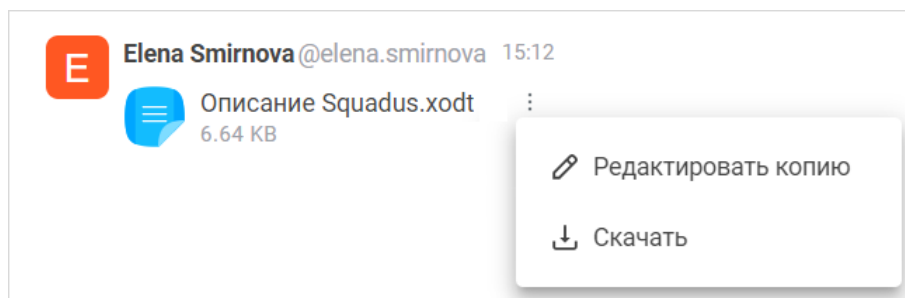 E
Elena Smirnova @elena.smirnova 15:12
Описание Squadus.xodt
6.64 KB
Редактировать копию
Скачать